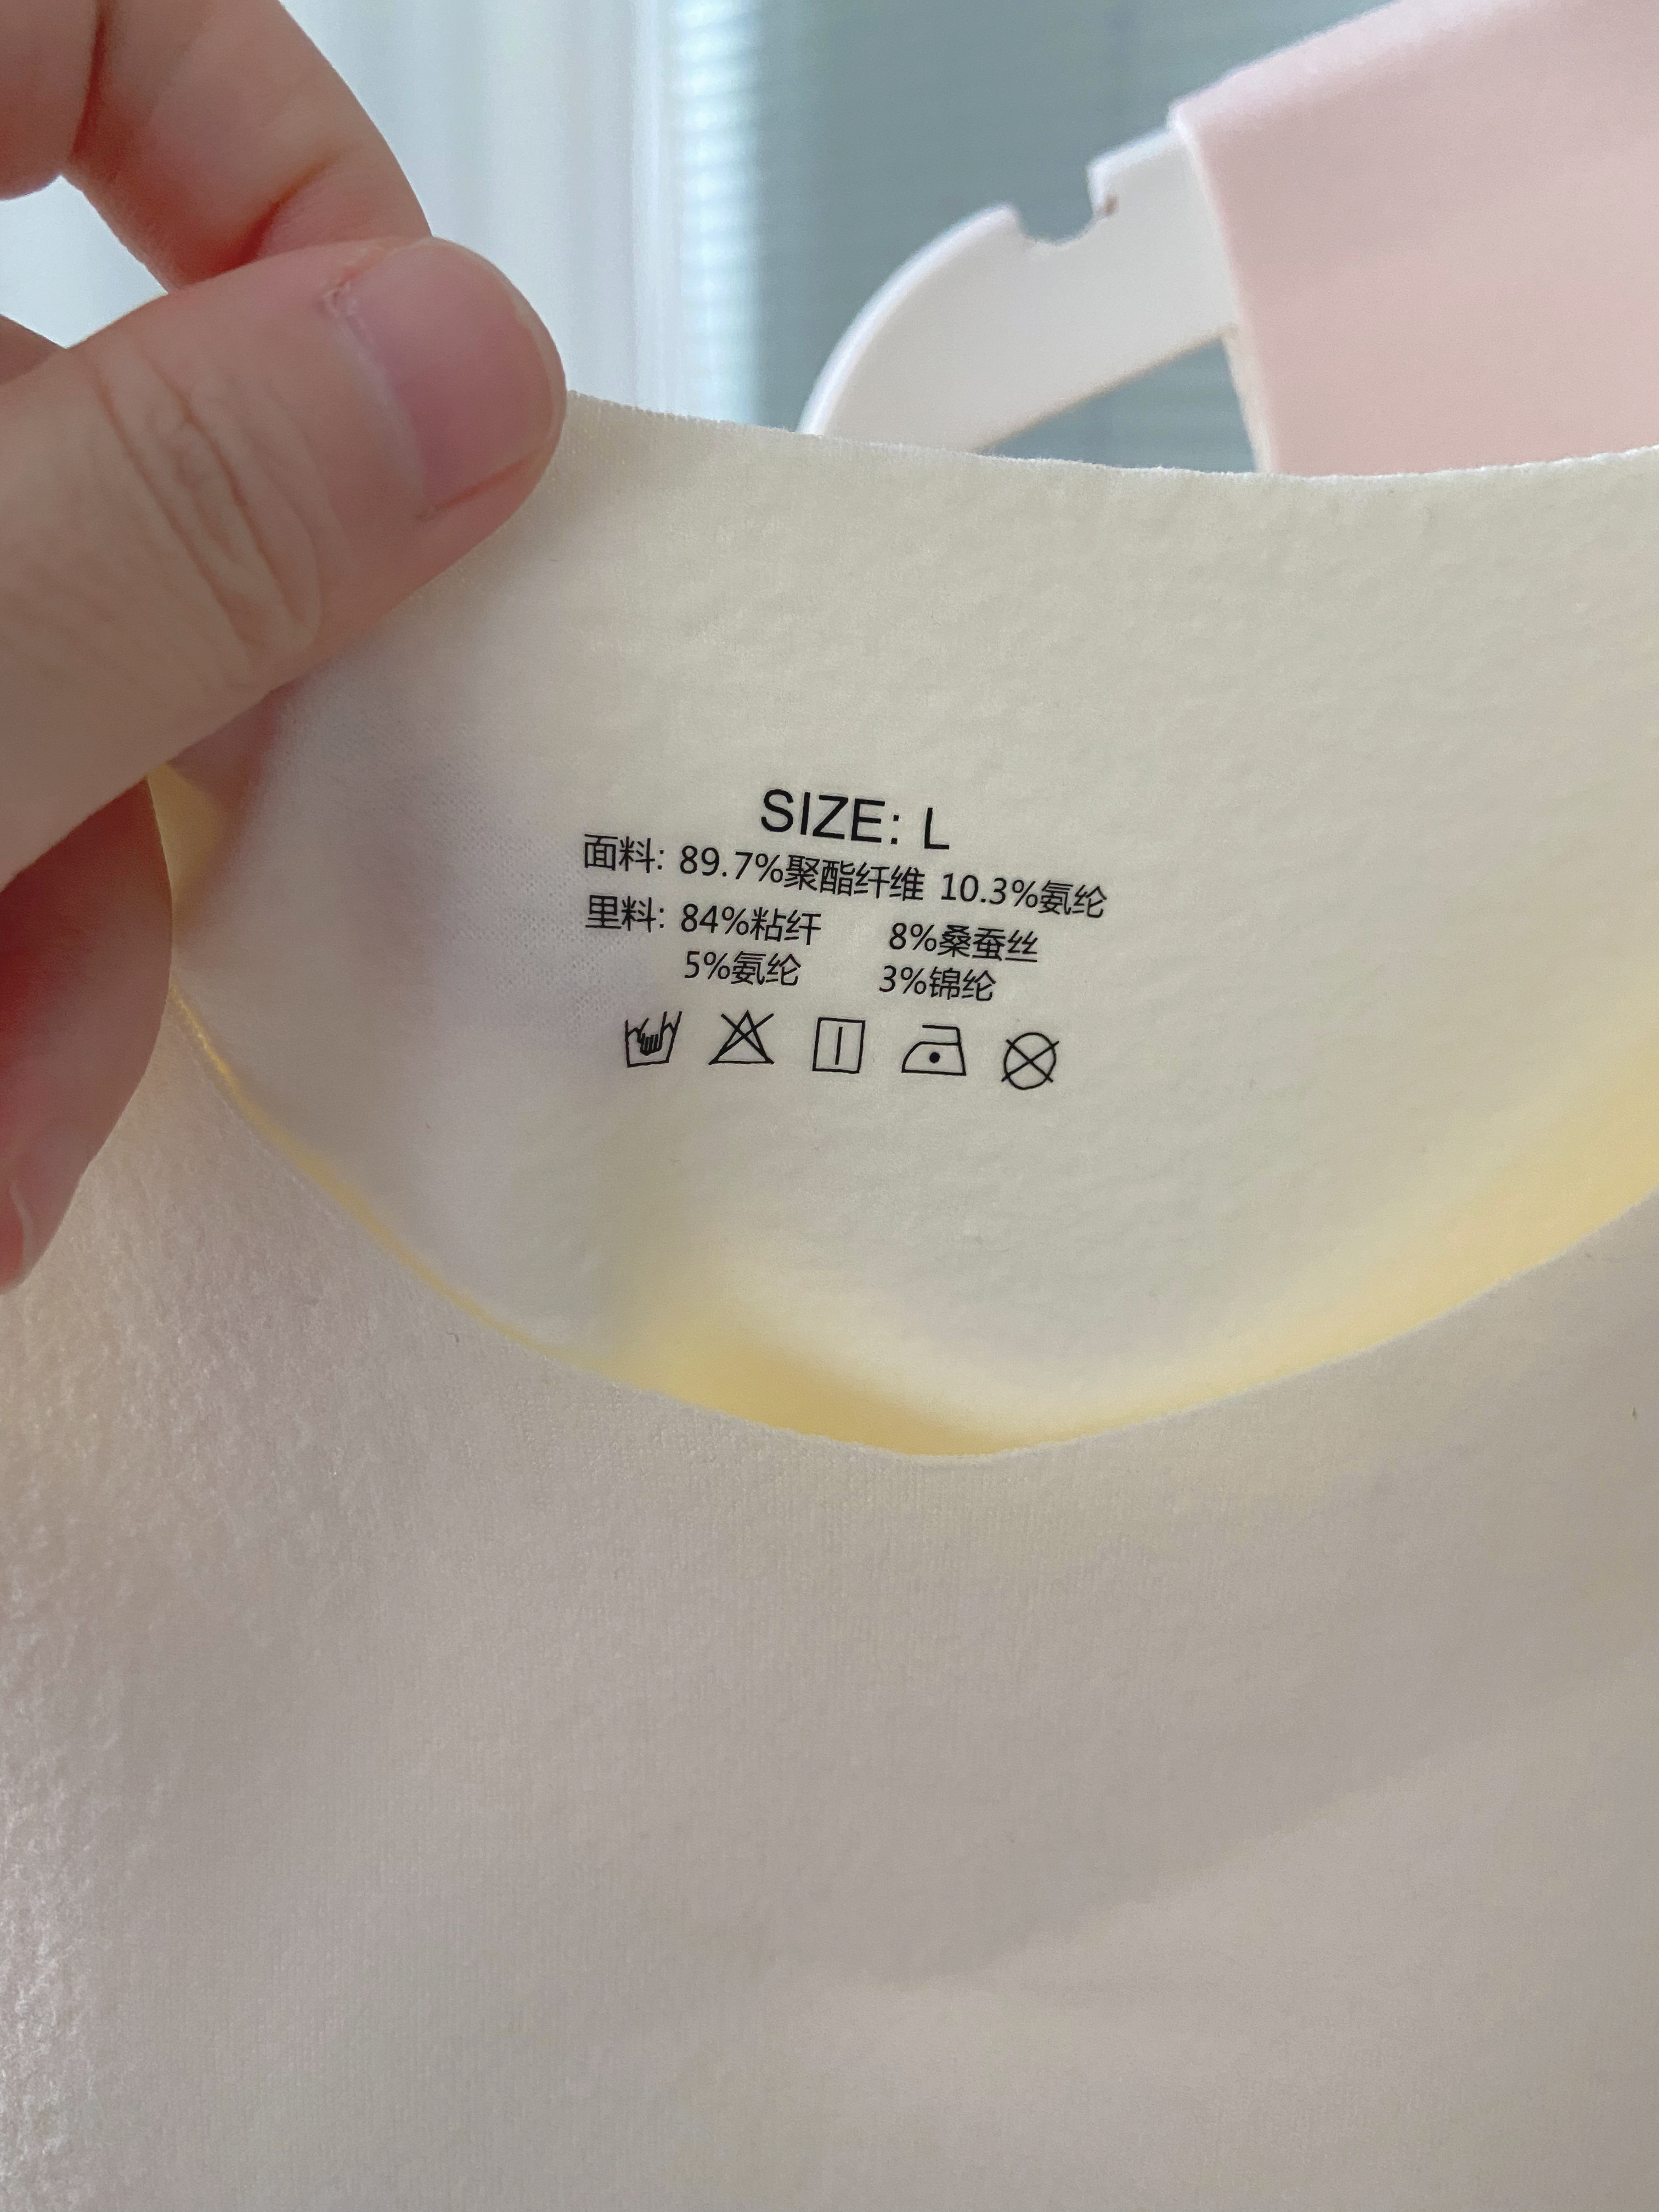 SIZE: L
面料: 89.7%聚酯纤维 10.3%氨纶
里料: 84%粘纤 8%桑蚕丝
5%氨纶 3%锦纶